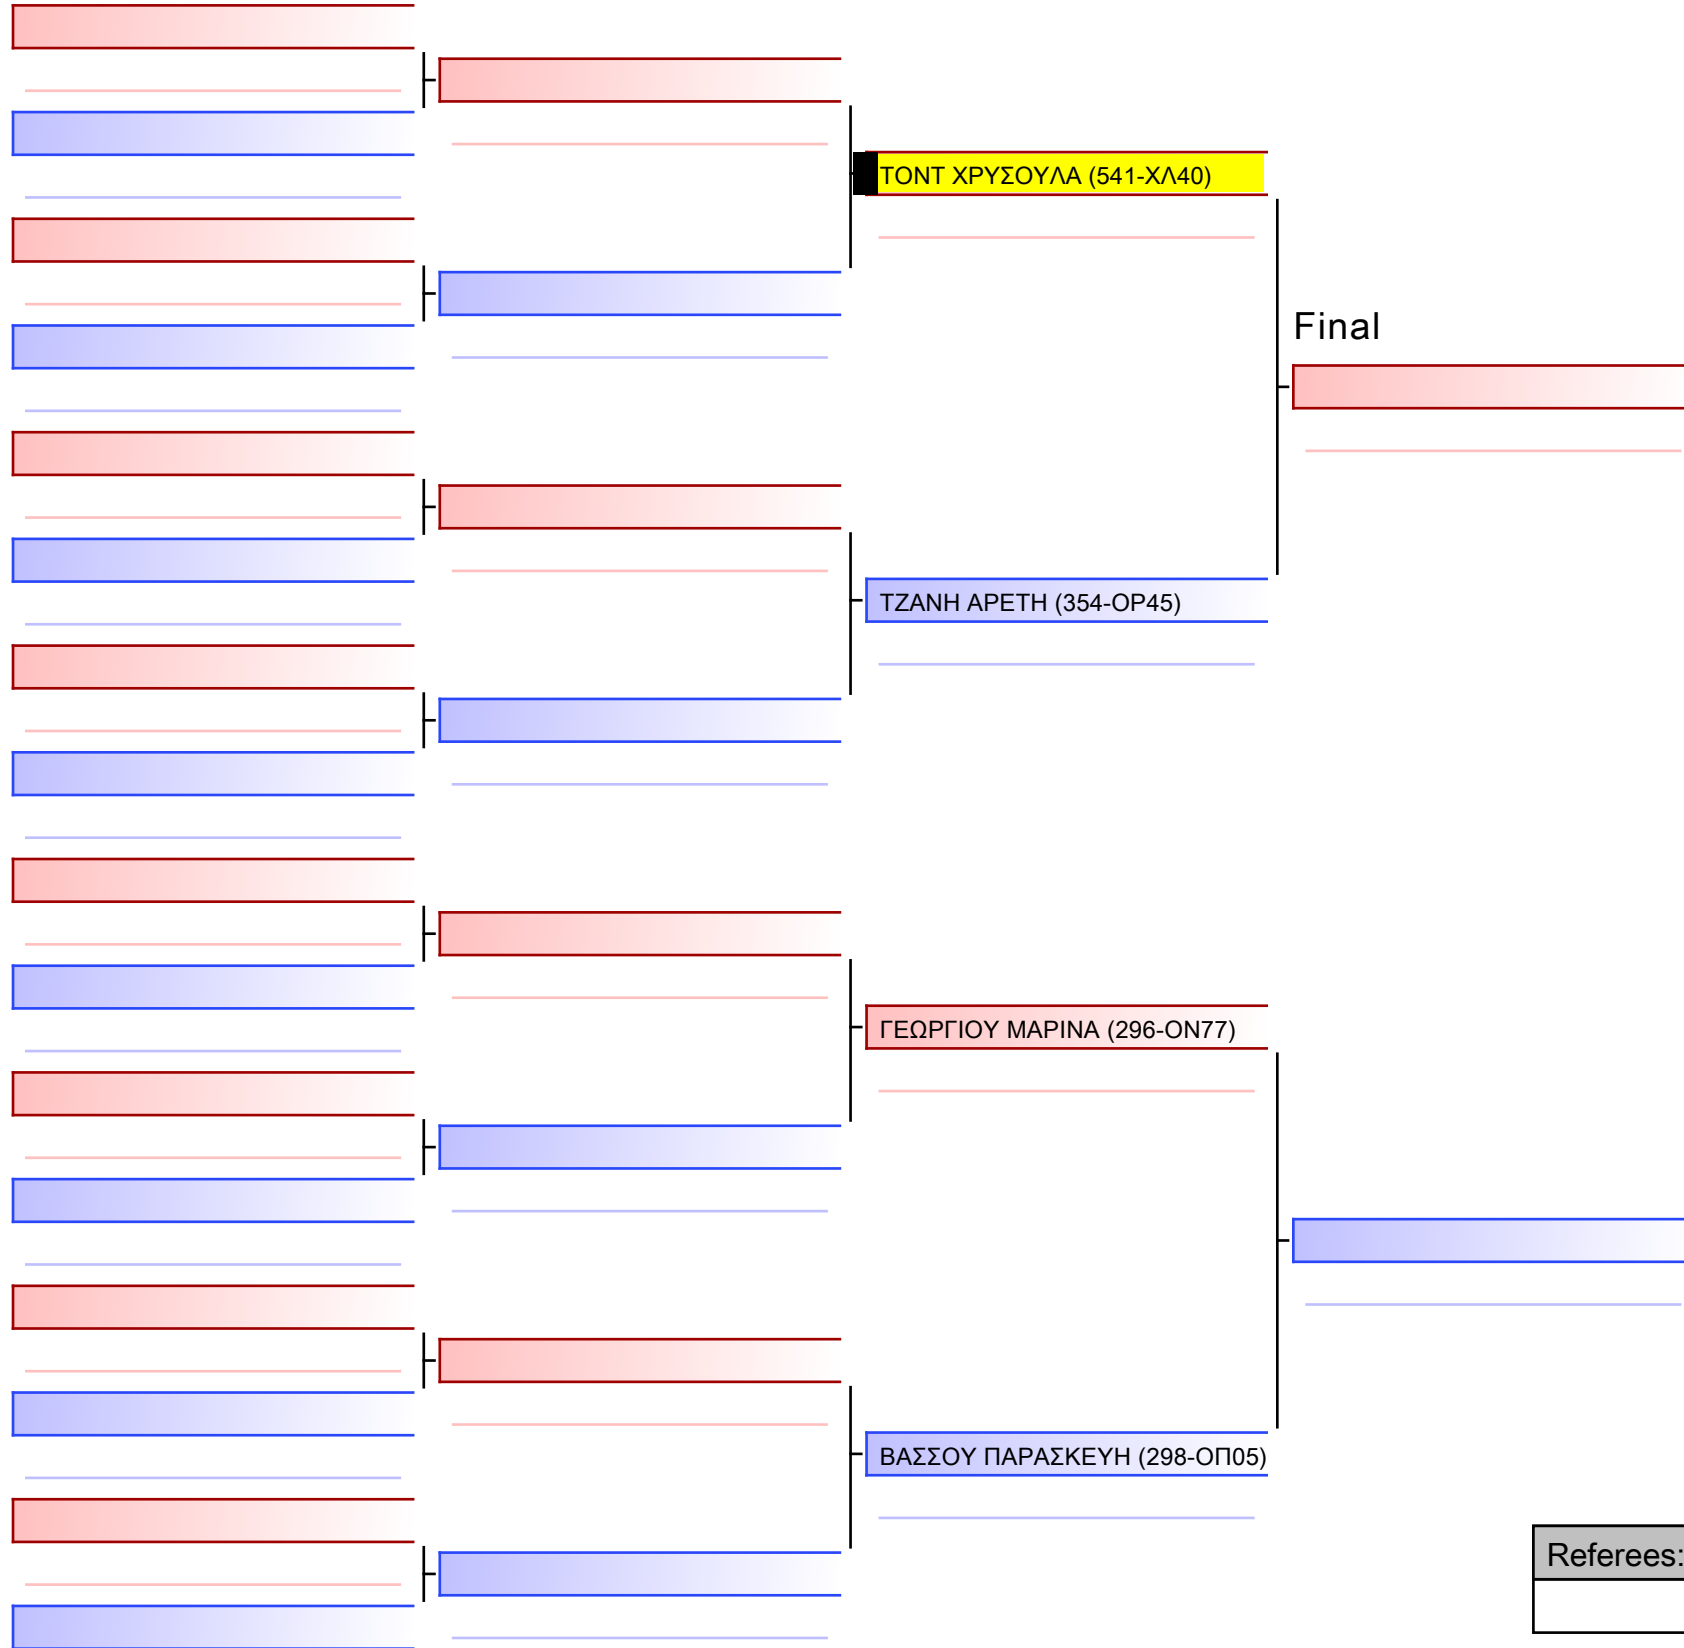 ΤΟΝΤ ΧΡΥΣΟΥΛΑ (541-ΧΛ40)
Final
ΤΖΑΝΗ ΑΡΕΤΗ (354-ΟΡ45)
ΓΕΩΡΓΙΟΥ ΜΑΡΙΝΑ (296-ΟΝ77)
ΒΑΣΣΟΥ ΠΑΡΑΣΚΕΥΗ (298-ΟΠ05)
Referees: